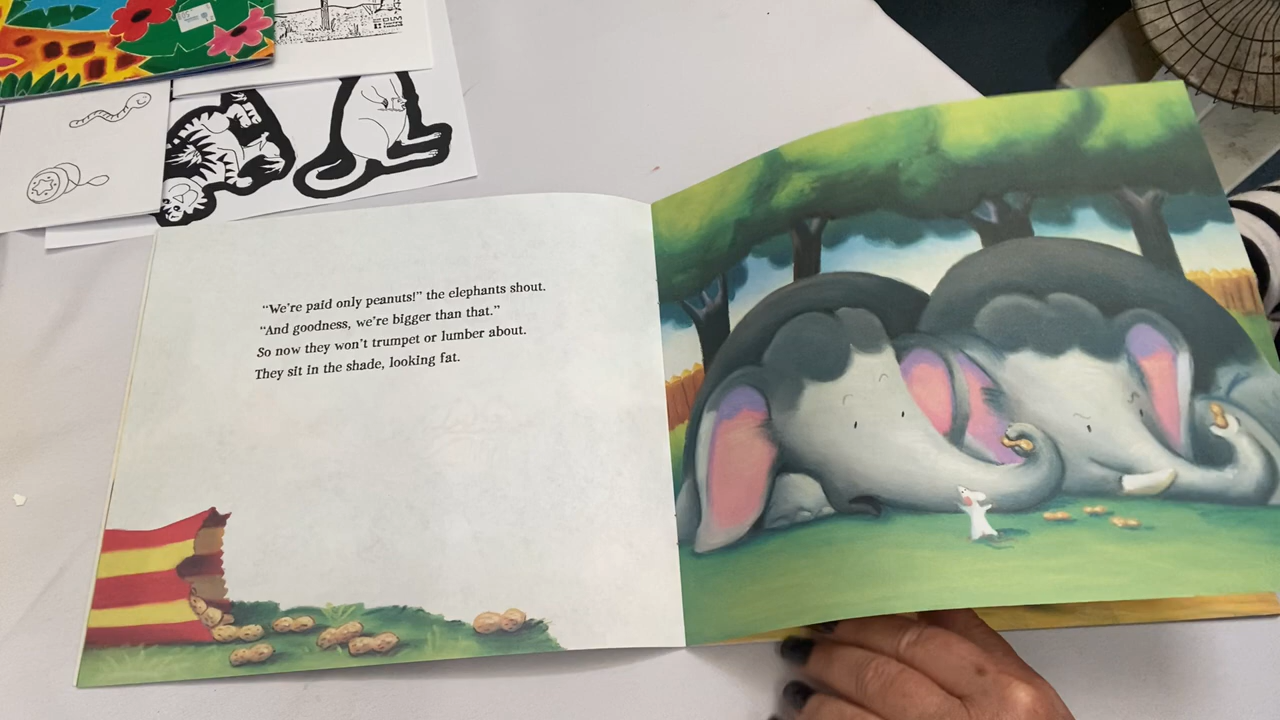 “We’re paid only peanuts!” the elephants shout.
“And goodness, we’re bigger than that.”
So now they won’t trumpet or lumber about.
They sit in the shade, looking fat.